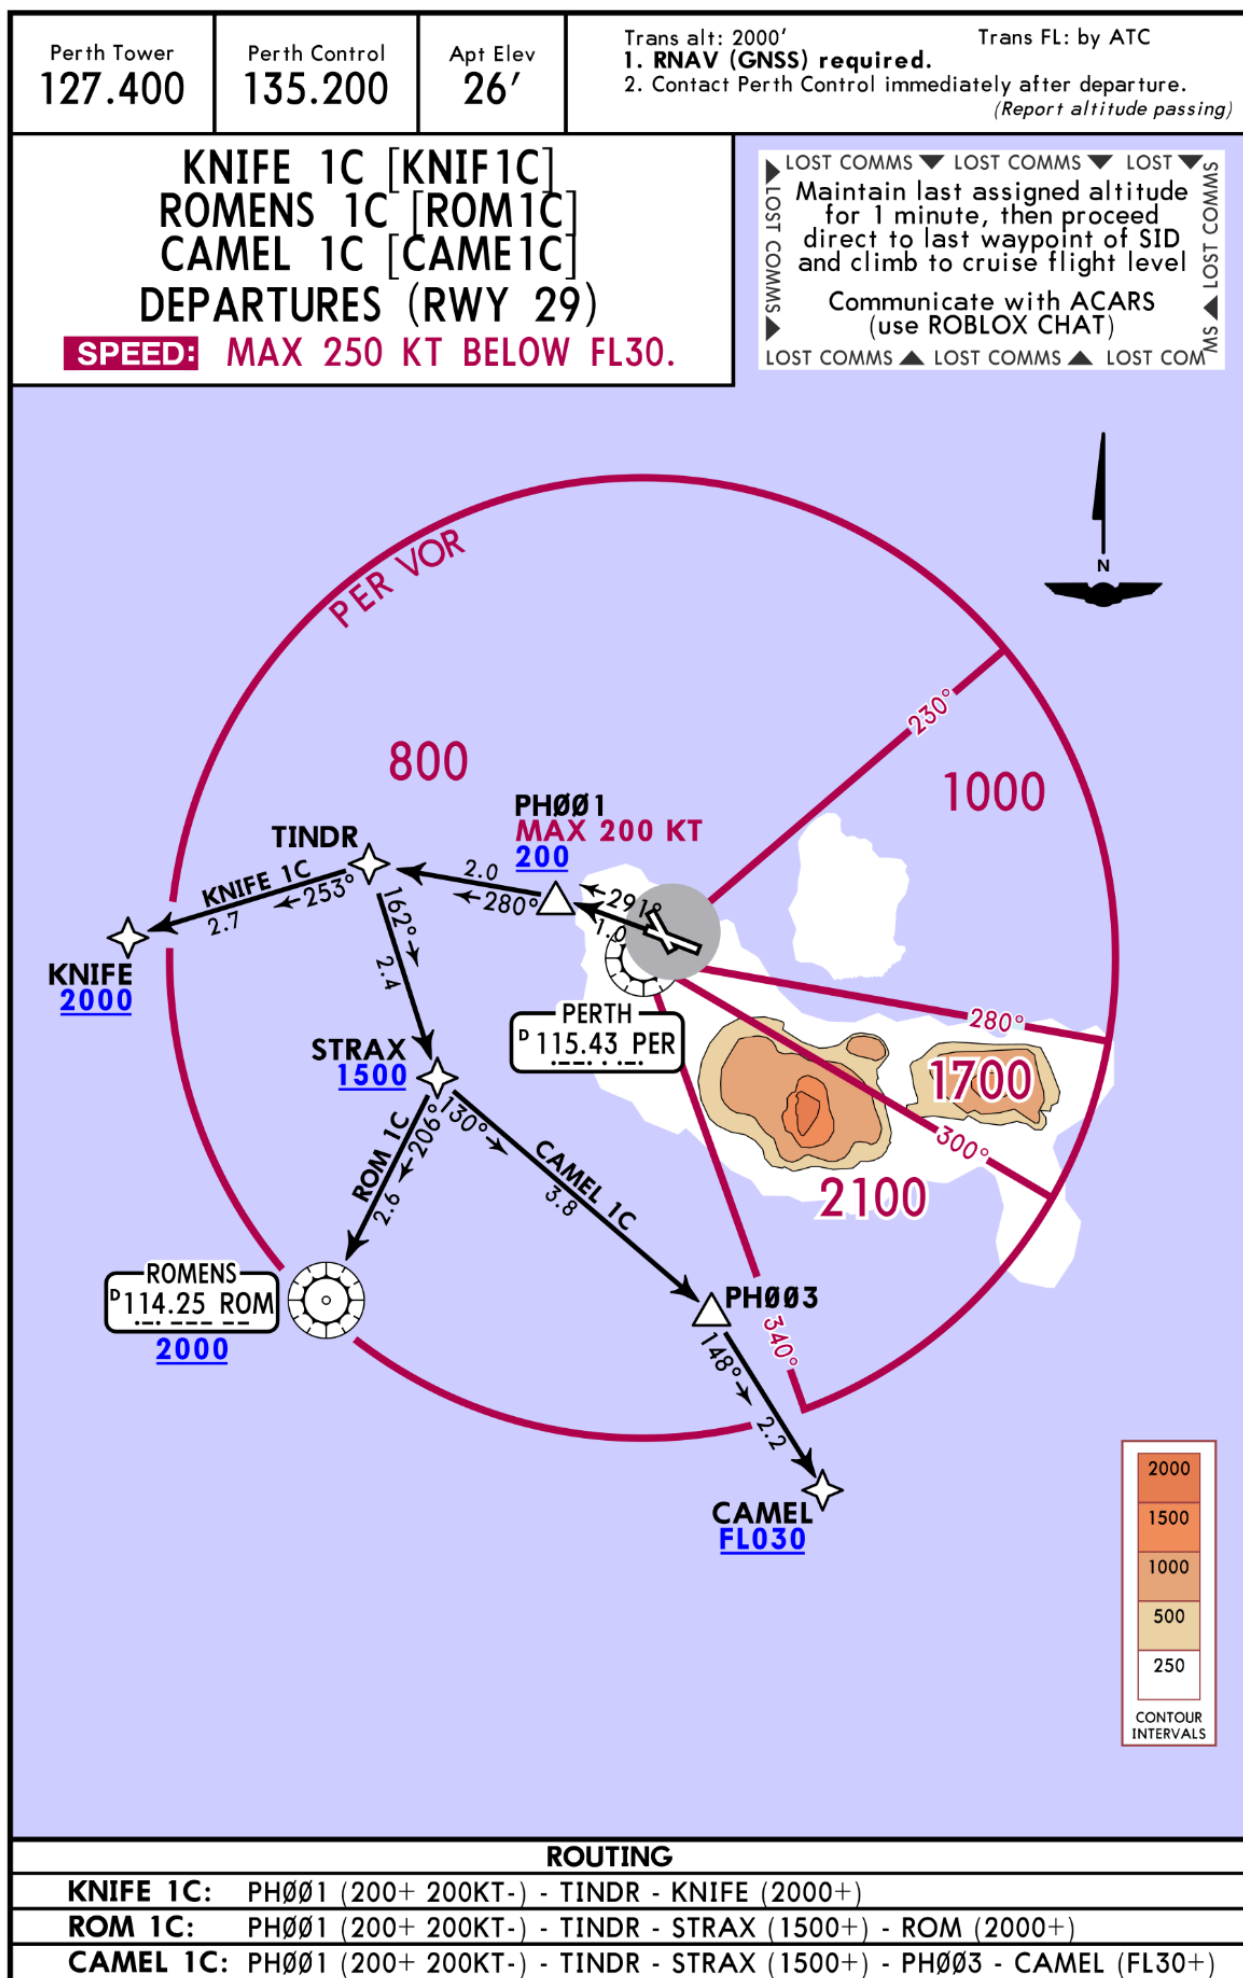 Perth Tower
127.400
Perth Control
135.200
Apt Elev
26′
Trans alt: 2000′ Trans FL: by ATC
1. RNAV (GNSS) required.
2. Contact Perth Control immediately after departure.
(Report altitude passing)
KNIFE 1C [KNIF1C]
ROMENS 1C [ROM1C]
CAMEL 1C [CAME1C]
DEPARTURES (RWY 29)
SPEED: MAX 250 KT BELOW FL30.
LOST COMMS LOST COMMS LOST
LOST COMMS
Maintain last assigned altitude
for 1 minute, then proceed
direct to last waypoint of SID
and climb to cruise flight level
Communicate with ACARS
(use ROBLOX CHAT)
MS LOST COMMS
LOST COMMS LOST COMMS LOST COM
N
PER VOR
230°
800
1000
PHØØ1
MAX 200 KT
200
TINDR
2.0
280°
291°
1.0
KNIFE 1C
253°
2.7
KNIFE
2000
162°
2.4
PERTH
D 115.43 PER
280°
STRAX
1500
1700
300°
2100
130°
CAMEL 1C
3.8
ROM 1C
206°
2.6
ROMENS
D 114.25 ROM
2000
PHØØ3
340°
148°
2.2
CAMEL
FL030
2000
1500
1000
500
250
CONTOUR
INTERVALS
ROUTING
KNIFE 1C: PHØØ1 (200+ 200KT-) - TINDR - KNIFE (2000+)
ROM 1C: PHØØ1 (200+ 200KT-) - TINDR - STRAX (1500+) - ROM (2000+)
CAMEL 1C: PHØØ1 (200+ 200KT-) - TINDR - STRAX (1500+) - PHØØ3 - CAMEL (FL30+)